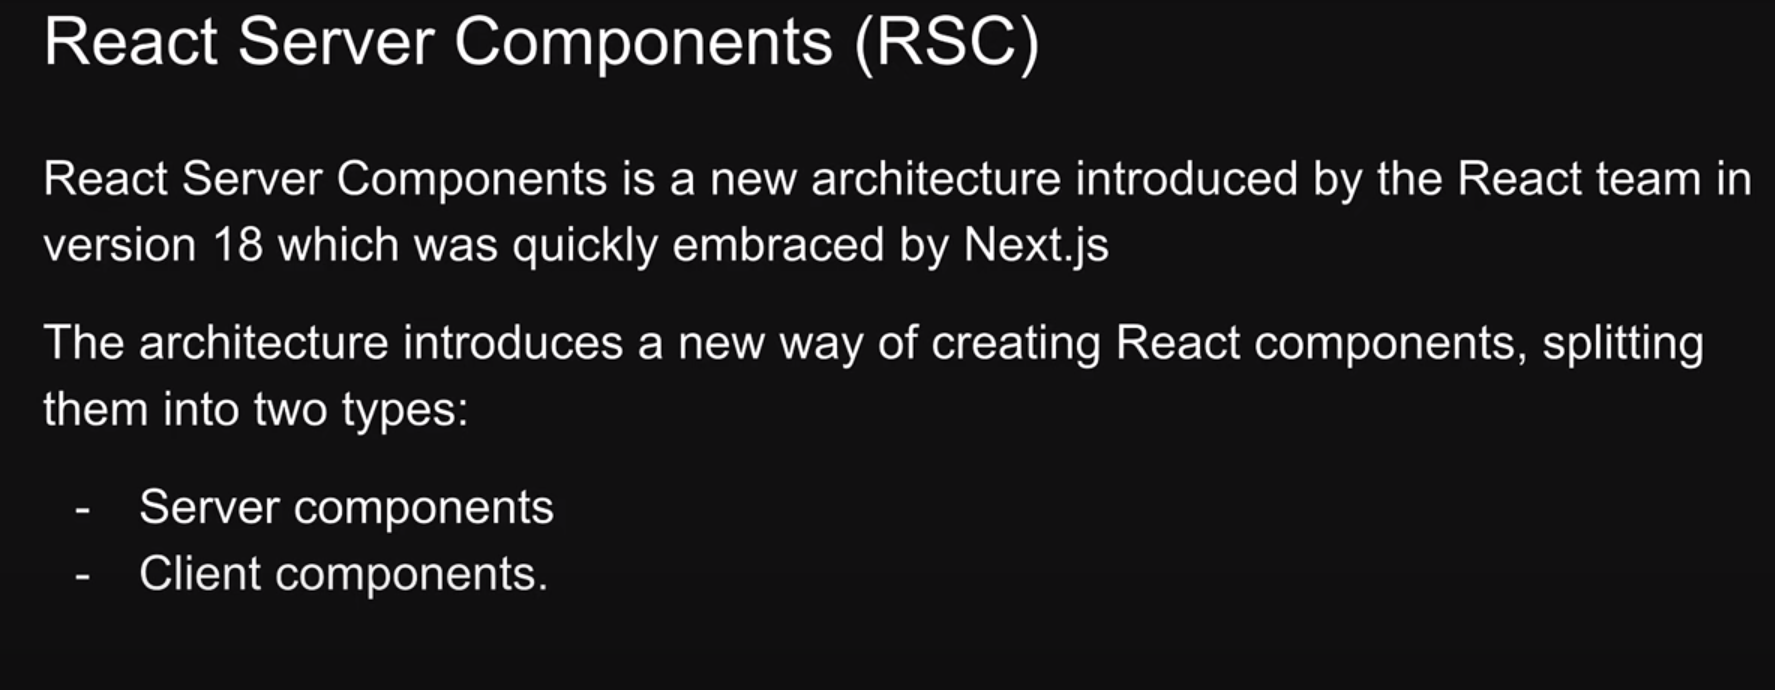 React Server Components (RSC)
React Server Components is a new architecture introduced by the React team in
version 18 which was quickly embraced by Next.js
The architecture introduces a new way of creating React components, splitting
them into two types:
- Server components
- Client components.